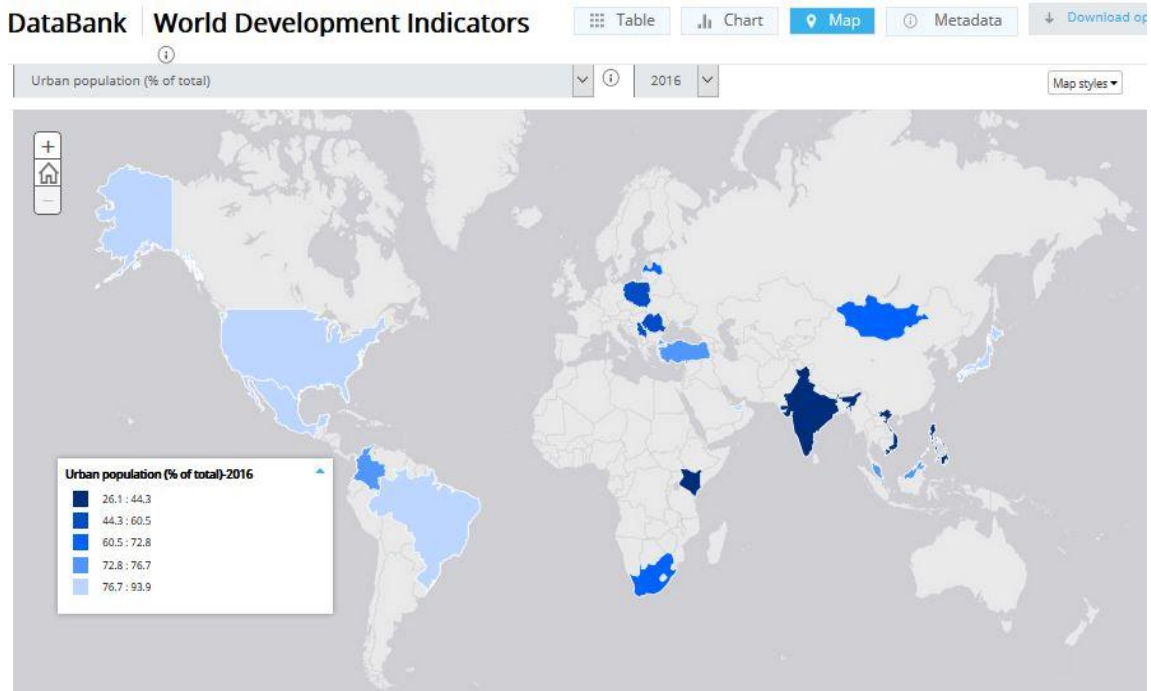 DataBank World Development Indicators
Table Chart Map Metadata Download op
Urban population (% of total) 2016 Map styles
Urban population (% of total)-2016
26.1 : 44.3
44.3 : 60.5
60.5 : 72.8
72.8 : 76.7
76.7 : 93.9